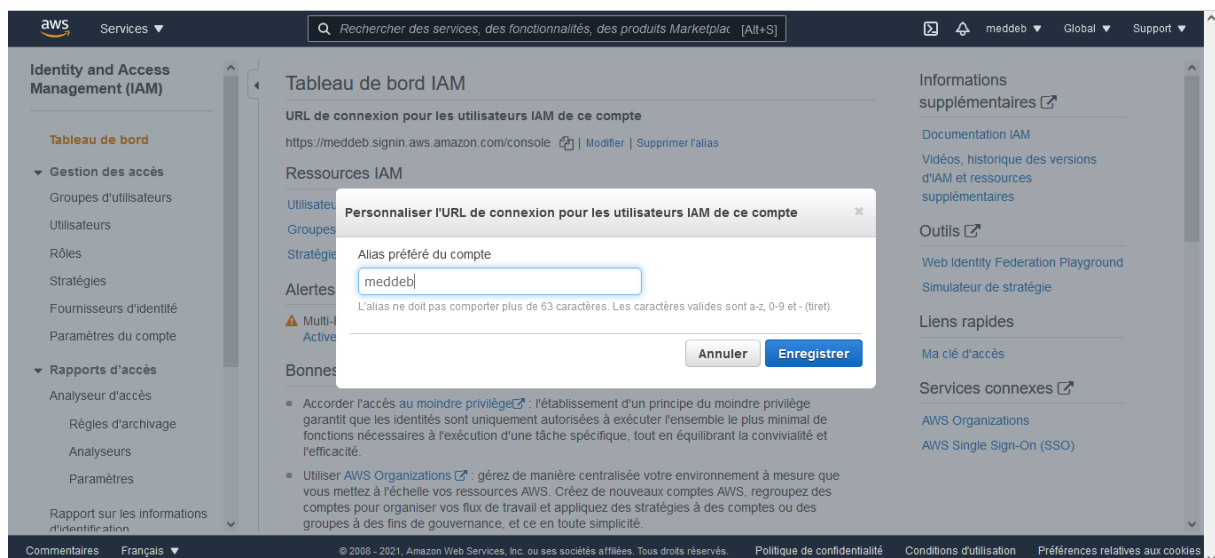 aws
Services ▼
Rechercher des services, des fonctionnalités, des produits Marketplac [Alt+S]
meddeb ▼
Global ▼
Support ▼
Identity and Access
Management (IAM)
Tableau de bord
Gestion des accès
Groupes d'utilisateurs
Utilisateurs
Rôles
Stratégies
Fournisseurs d'identité
Paramètres du compte
Rapports d'accès
Analyseur d'accès
Règles d'archivage
Analyseurs
Paramètres
Rapport sur les informations
d'identification
Tableau de bord IAM
URL de connexion pour les utilisateurs IAM de ce compte
https://meddeb.signin.aws.amazon.com/console | Modifier | Supprimer l'alias
Ressources IAM
Utilisateu
Groupes
Stratégie
Alertes
Multi-
Active
Bonnes
Personnaliser l'URL de connexion pour les utilisateurs IAM de ce compte
Alias préféré du compte
meddeb
L'alias ne doit pas comporter plus de 63 caractères. Les caractères valides sont a-z, 0-9 et - (tiret).
Annuler
Enregistrer
Accorder l'accès au moindre privilège : l'établissement d'un principe du moindre privilège
garantit que les identités sont uniquement autorisées à exécuter l'ensemble le plus minimal de
fonctions nécessaires à l'exécution d'une tâche spécifique, tout en équilibrant la convivialité et
l'efficacité.
Utiliser AWS Organizations : gérez de manière centralisée votre environnement à mesure que
vous mettez à l'échelle vos ressources AWS. Créez de nouveaux comptes AWS, regroupez des
comptes pour organiser vos flux de travail et appliquez des stratégies à des comptes ou des
groupes à des fins de gouvernance, et ce en toute simplicité.
Informations
supplémentaires
Documentation IAM
Vidéos, historique des versions
d'IAM et ressources
supplémentaires
Outils
Web Identity Federation Playground
Simulateur de stratégie
Liens rapides
Ma clé d'accès
Services connexes
AWS Organizations
AWS Single Sign-On (SSO)
Commentaires
Français ▼
© 2008 - 2021, Amazon Web Services, Inc. ou ses sociétés affiliées. Tous droits réservés.
Politique de confidentialité
Conditions d'utilisation
Préférences relatives aux cookies